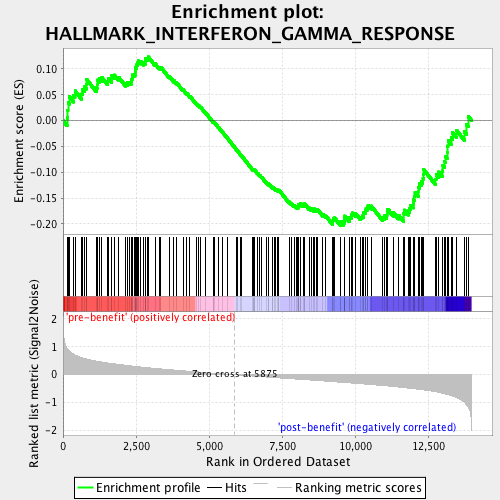 Enrichment plot:
HALLMARK_INTERFERON_GAMMA_RESPONSE
Enrichment score (ES)
0.10
0.05
0.00
-0.05
-0.10
-0.15
-0.20
Ranked list metric (Signal2Noise)
2
1
0
-1
-2
'pre-benefit' (positively correlated)
Zero cross at 5875
'post-benefit' (negatively correlated)
0
2,500
5,000
7,500
10,000
12,500
Rank in Ordered Dataset
Enrichment profile
Hits
Ranking metric scores